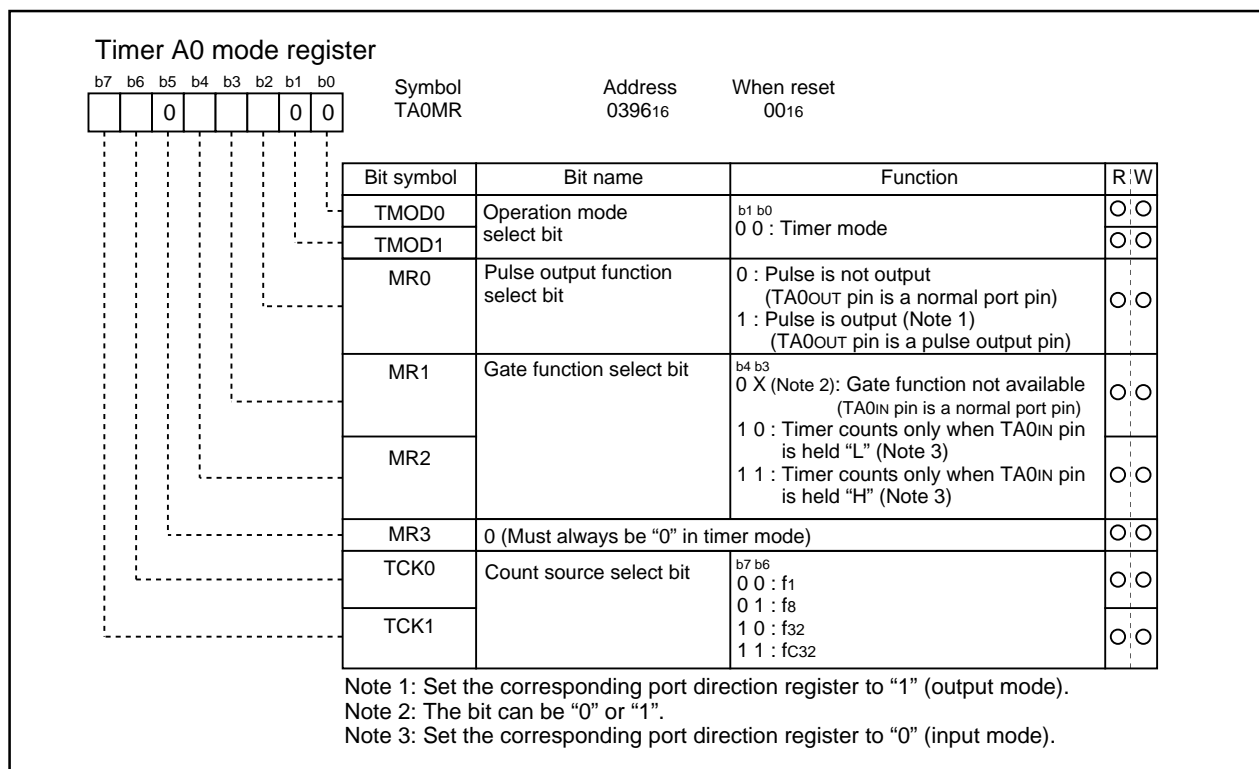 Timer A0 mode register
b7 b6 b5 b4 b3 b2 b1 b0
0 0 0
Symbol Address When reset
TA0MR 039616 0016
Bit symbol Bit name Function R W
TMOD0 Operation mode select bit b1 b0
TMOD1 0 0 : Timer mode
MR0 Pulse output function select bit 0 : Pulse is not output
(TA0OUT pin is a normal port pin)
1 : Pulse is output (Note 1)
(TA0OUT pin is a pulse output pin)
MR1 Gate function select bit b4 b3
0 X (Note 2): Gate function not available
(TA0IN pin is a normal port pin)
1 0 : Timer counts only when TA0IN pin
is held “L” (Note 3)
MR2 1 1 : Timer counts only when TA0IN pin
is held “H” (Note 3)
MR3 0 (Must always be “0” in timer mode)
TCK0 Count source select bit b7 b6
0 0 : f1
0 1 : f8
TCK1 1 0 : f32
1 1 : fC32
Note 1: Set the corresponding port direction register to “1” (output mode).
Note 2: The bit can be “0” or “1”.
Note 3: Set the corresponding port direction register to “0” (input mode).